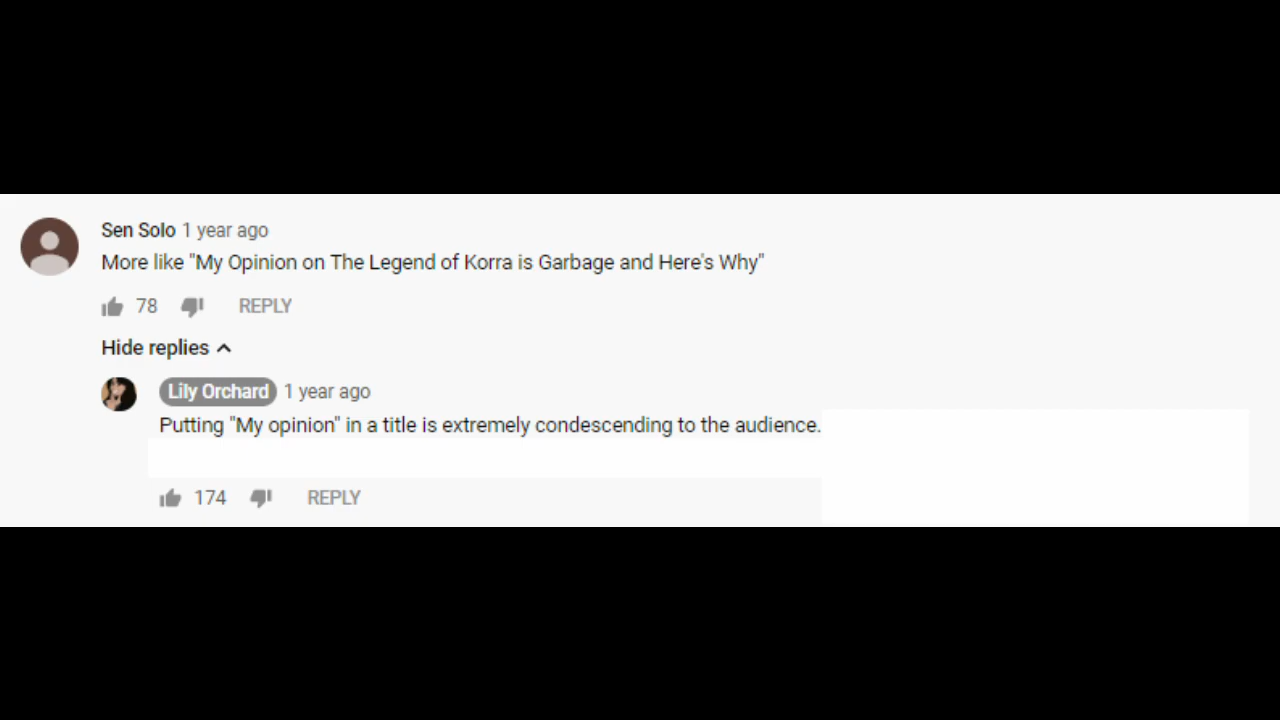 Sen Solo 1 year ago
More like "My Opinion on The Legend of Korra is Garbage and Here's Why"
78 REPLY
Hide replies
Lily Orchard 1 year ago
Putting "My opinion" in a title is extremely condescending to the audience.
174 REPLY